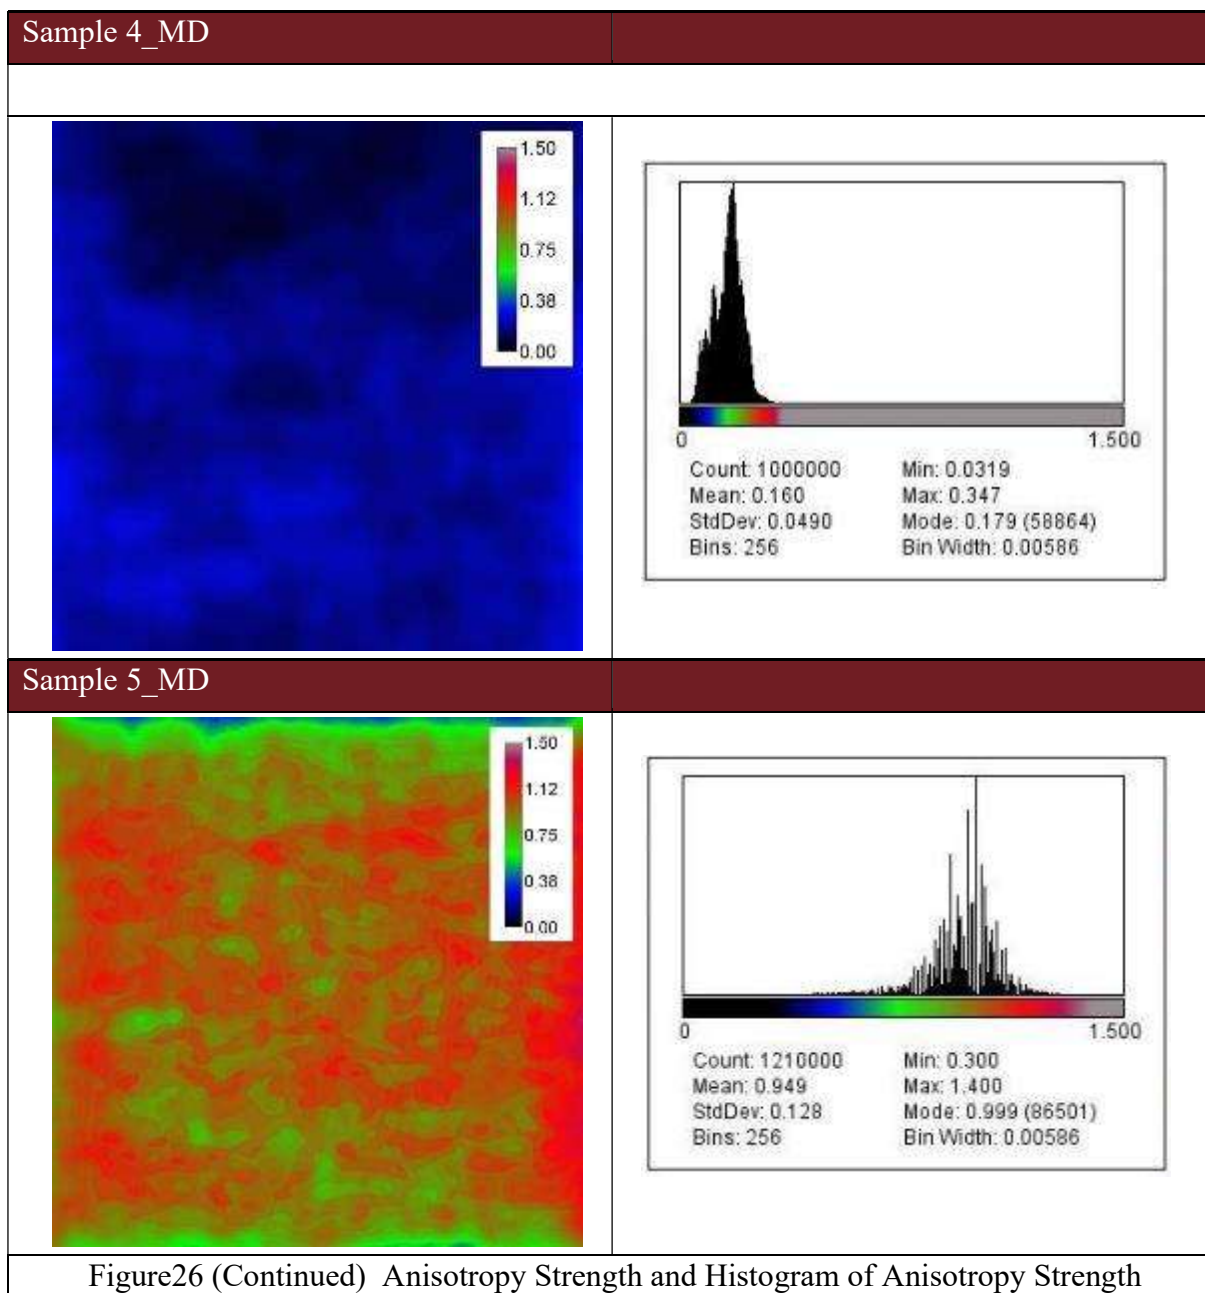 Sample 4_MD
1.50
1.12
0.75
0.38
0.00
0 1.500
Count: 1000000 Min: 0.0319
Mean: 0.160 Max: 0.347
StdDev: 0.0490 Mode: 0.179 (58864)
Bins: 256 Bin Width: 0.00586
Sample 5_MD
1.50
1.12
0.75
0.38
0.00
0 1.500
Count: 1210000 Min: 0.300
Mean: 0.949 Max: 1.400
StdDev: 0.128 Mode: 0.999 (86501)
Bins: 256 Bin Width: 0.00586
Figure26 (Continued) Anisotropy Strength and Histogram of Anisotropy Strength